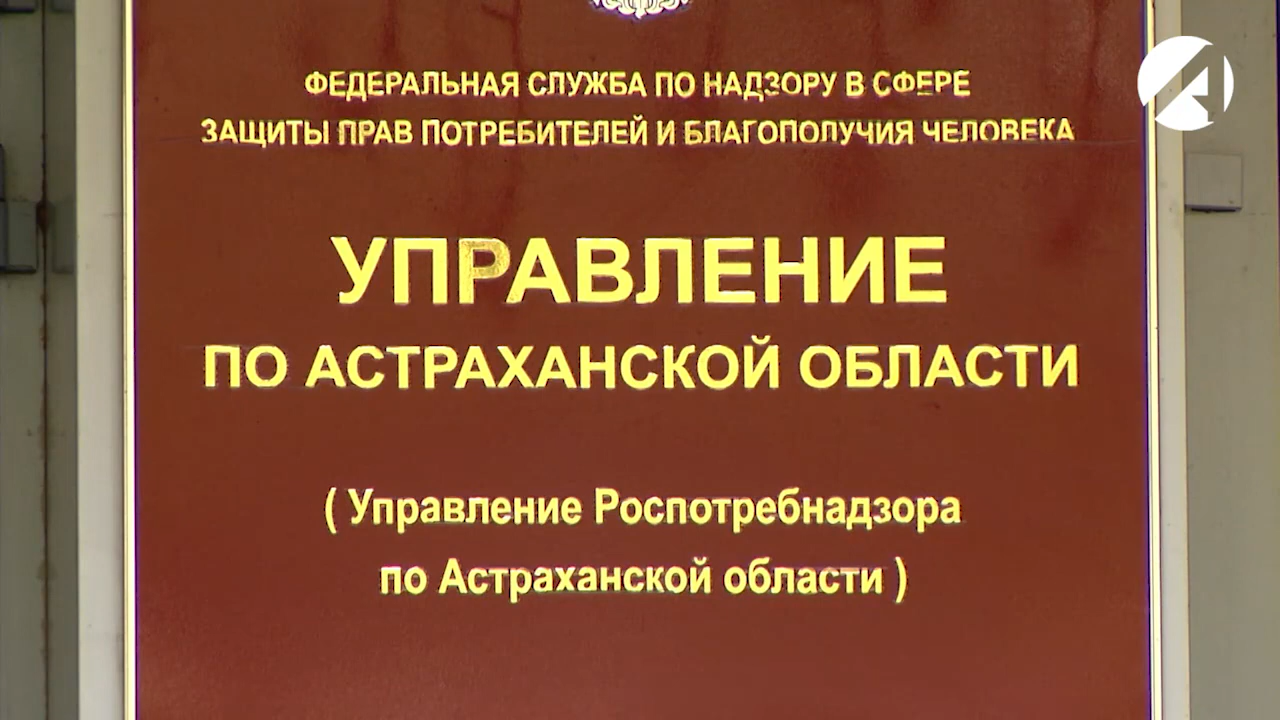 ФЕДЕРАЛЬНАЯ СЛУЖБА ПО НАДЗОРУ В СФЕРЕ
ЗАЩИТЫ ПРАВ ПОТРЕБИТЕЛЕЙ И БЛАГОПОЛУЧИЯ ЧЕЛОВЕКА
УПРАВЛЕНИЕ
ПО АСТРАХАНСКОЙ ОБЛАСТИ
( Управление Роспотребнадзора
по Астраханской области )